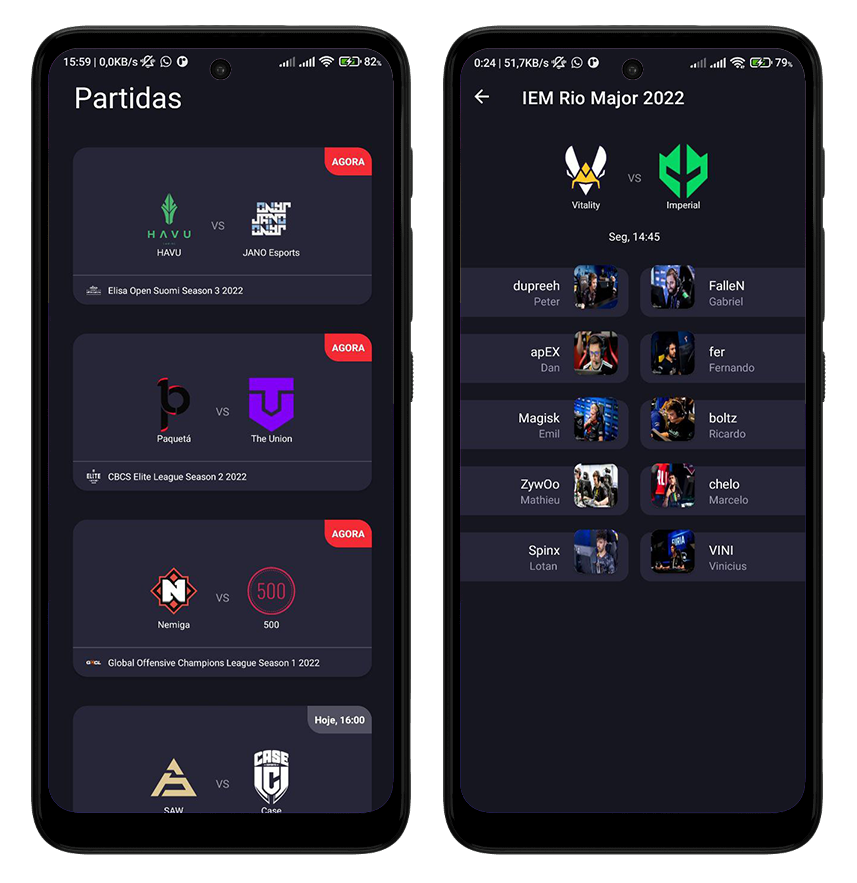 15:59 | 0,0KB/s
82%
Partidas
AGORA
HAVU
VS
HAVU
JANO
JANO Esports
Elisa Open Suomi Season 3 2022
AGORA
VS
Paquetá
The Union
ELITE
CBCS Elite League Season 2 2022
AGORA
N
VS
500
Nemiga
500
Global Offensive Champions League Season 1 2022
Hoje, 16:00
CASE
VS
SAW
Case
0:24 | 51,7KB/s
79%
IEM Rio Major 2022
VS
Vitality
Imperial
Seg, 14:45
dupreeh
Peter
FalleN
Gabriel
apEX
Dan
fer
Fernando
Magisk
Emil
boltz
Ricardo
ZywOo
Mathieu
chelo
Marcelo
Spinx
Lotan
VINI
Vinicius